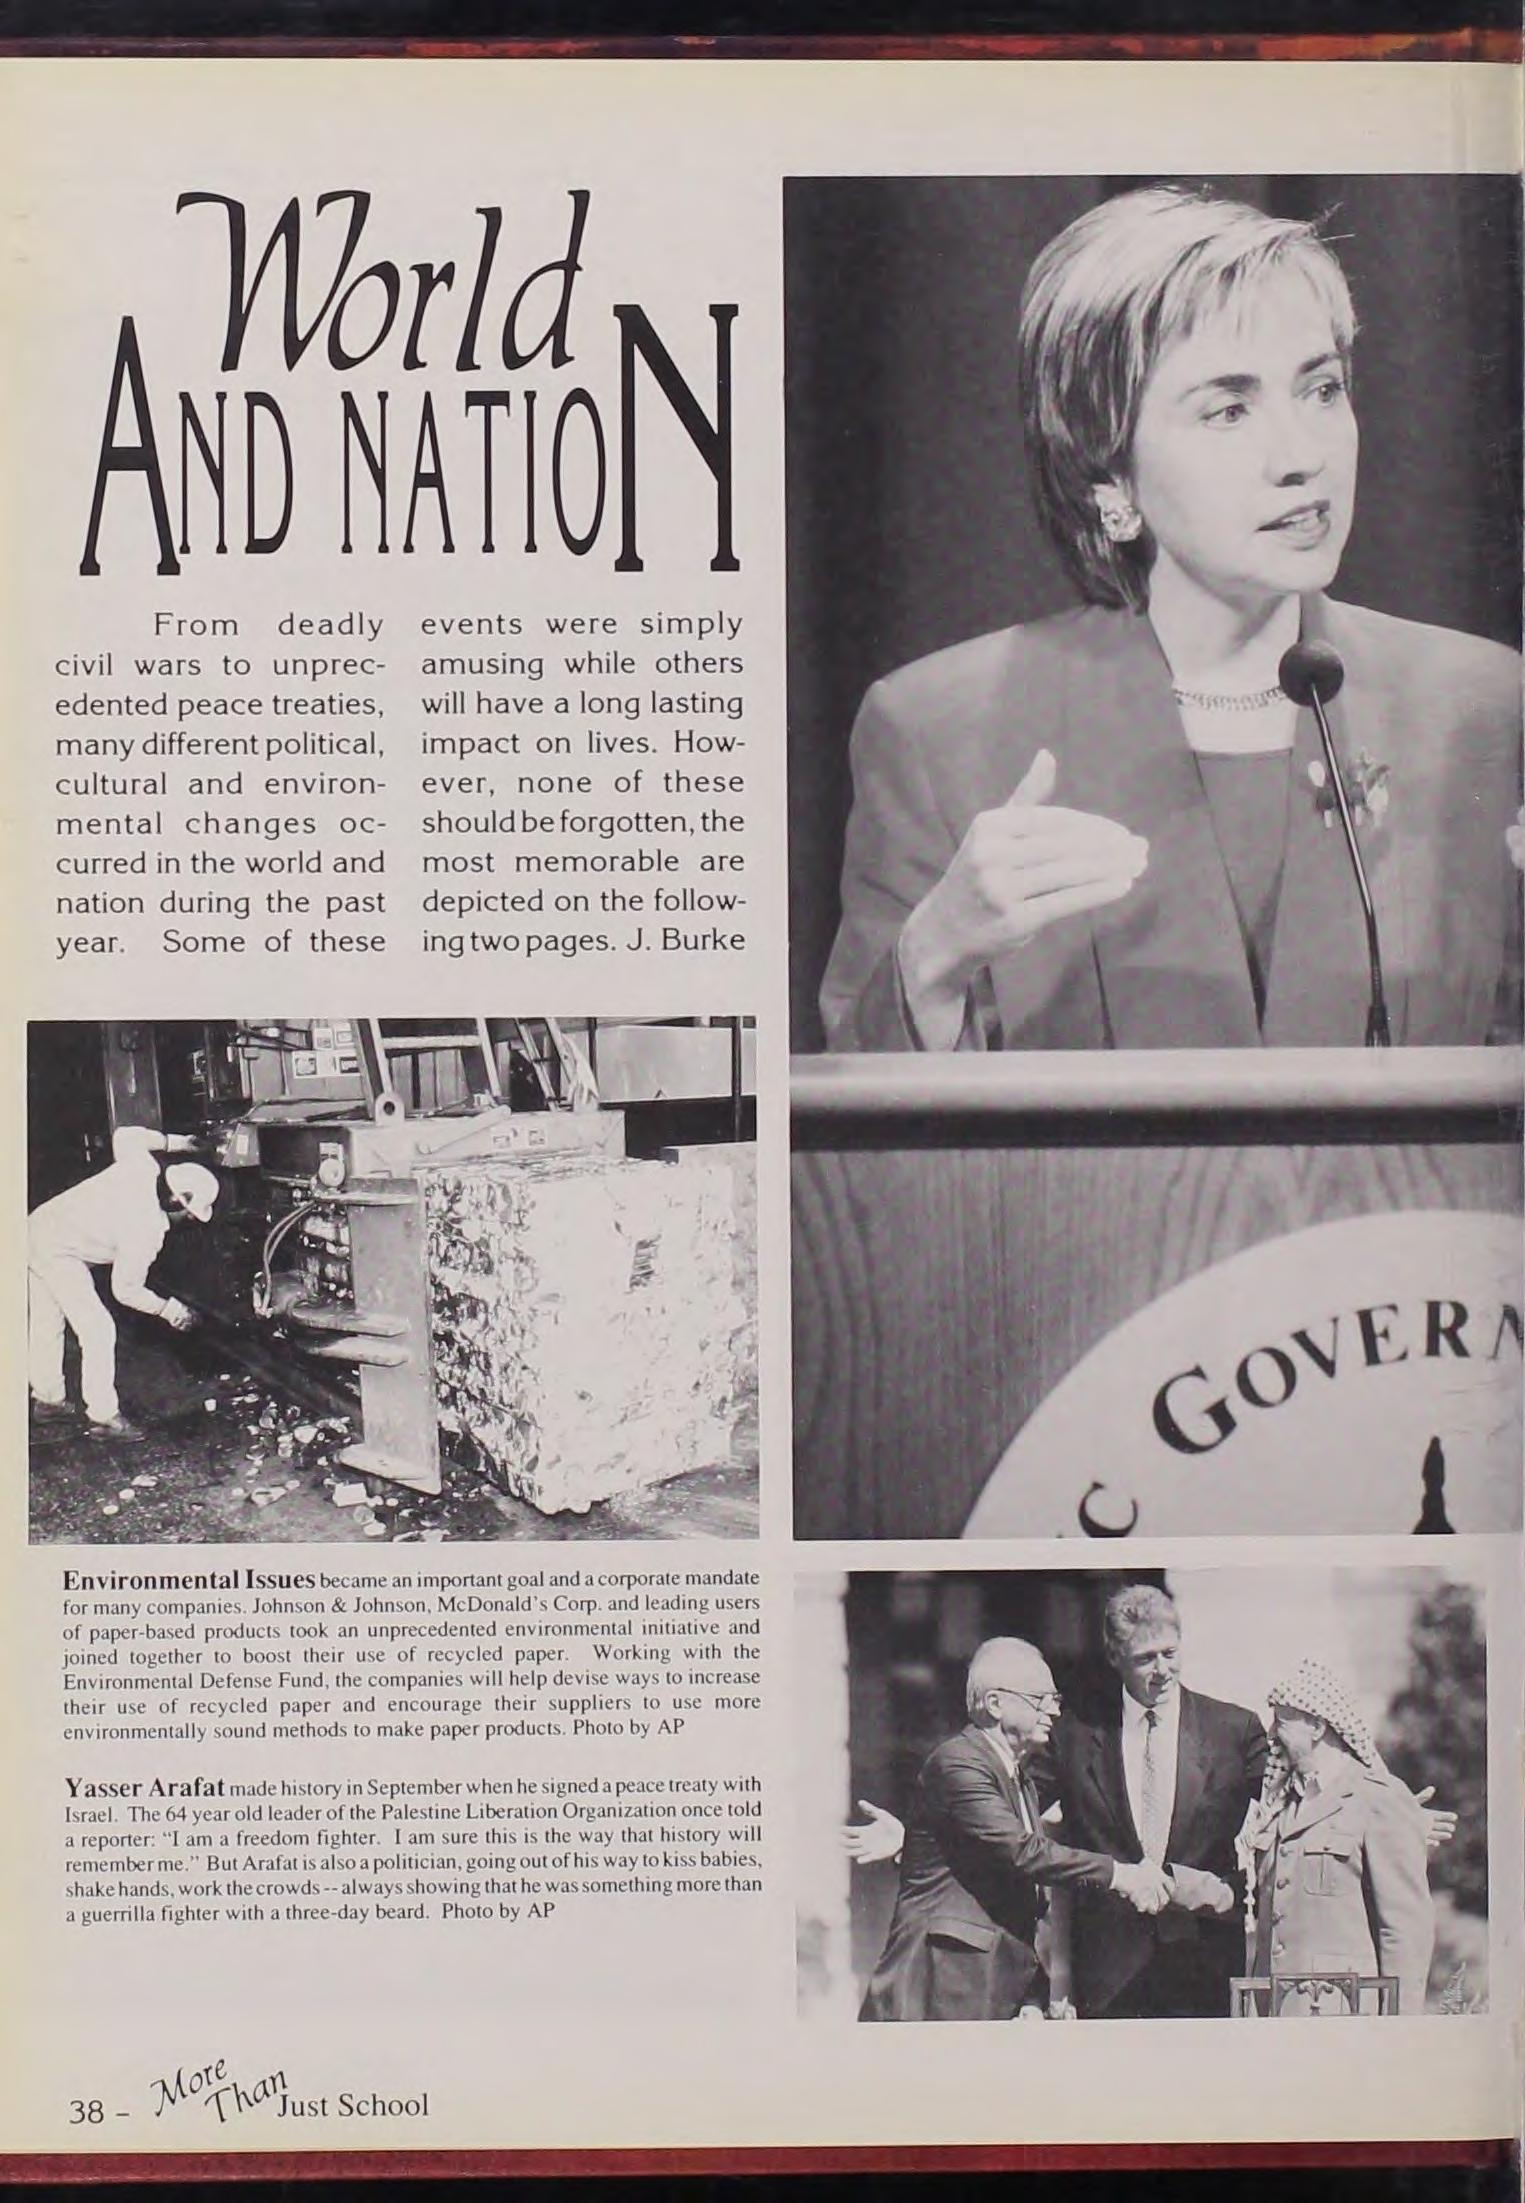 World
AND NATION
From deadly
civil wars to unprec-
edented peace treaties,
many different political,
cultural and environ-
mental changes oc-
curred in the world and
nation during the past
year. Some of these
events were simply
amusing while others
will have a long lasting
impact on lives. How-
ever, none of these
should be forgotten, the
most memorable are
depicted on the follow-
ing two pages. J. Burke
C GOVERN
Environmental Issues became an important goal and a corporate mandate
for many companies. Johnson & Johnson, McDonald's Corp. and leading users
of paper-based products took an unprecedented environmental initiative and
joined together to boost their use of recycled paper. Working with the
Environmental Defense Fund, the companies will help devise ways to increase
their use of recycled paper and encourage their suppliers to use more
environmentally sound methods to make paper products. Photo by AP
Yasser Arafat made history in September when he signed a peace treaty with
Israel. The 64 year old leader of the Palestine Liberation Organization once told
a reporter: "I am a freedom fighter. I am sure this is the way that history will
remember me." But Arafat is also a politician, going out of his way to kiss babies,
shake hands, work the crowds -- always showing that he was something more than
a guerrilla fighter with a three-day beard. Photo by AP
38 - More Than Just School